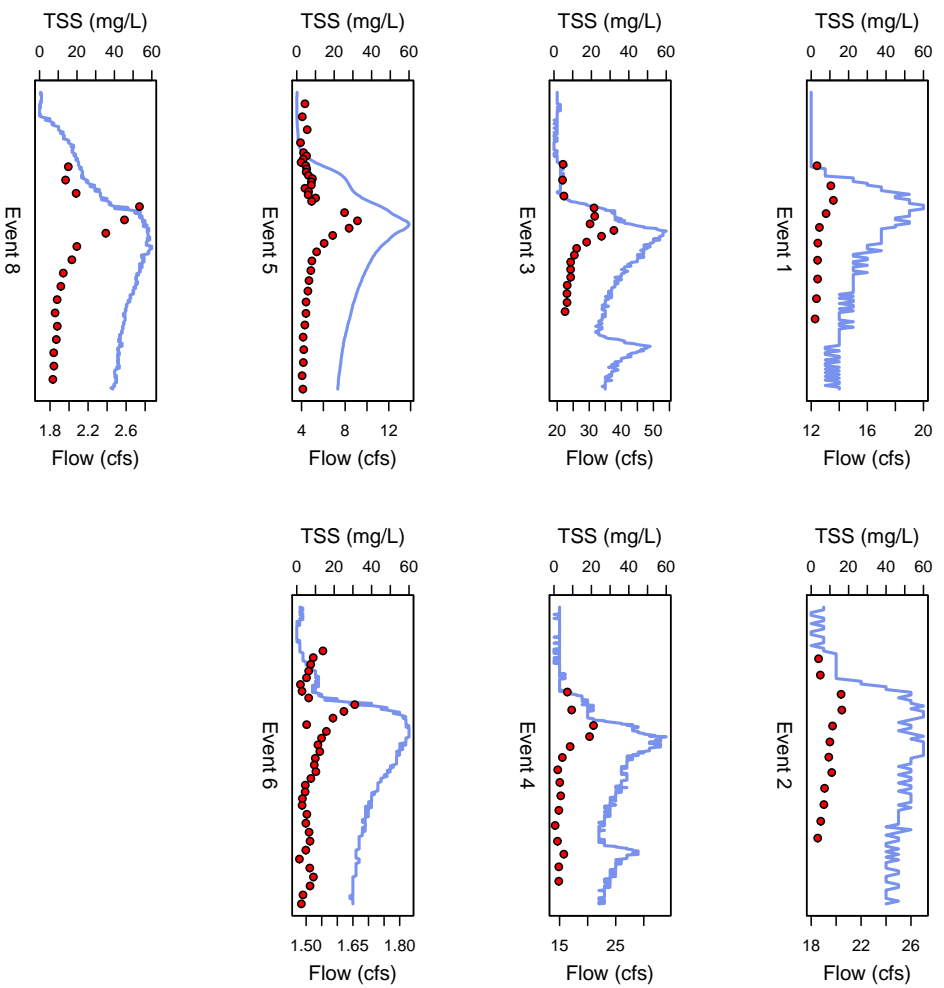 TSS (mg/L)
0 20 40 60
Event 8
1.8 2.2 2.6
Flow (cfs)
TSS (mg/L)
0 20 40 60
Event 5
4 8 12
Flow (cfs)
TSS (mg/L)
0 20 40 60
Event 3
20 30 40 50
Flow (cfs)
TSS (mg/L)
0 20 40 60
Event 1
12 16 20
Flow (cfs)
TSS (mg/L)
0 20 40 60
Event 6
1.50 1.65 1.80
Flow (cfs)
TSS (mg/L)
0 20 40 60
Event 4
15 25
Flow (cfs)
TSS (mg/L)
0 20 40 60
Event 2
18 22 26
Flow (cfs)